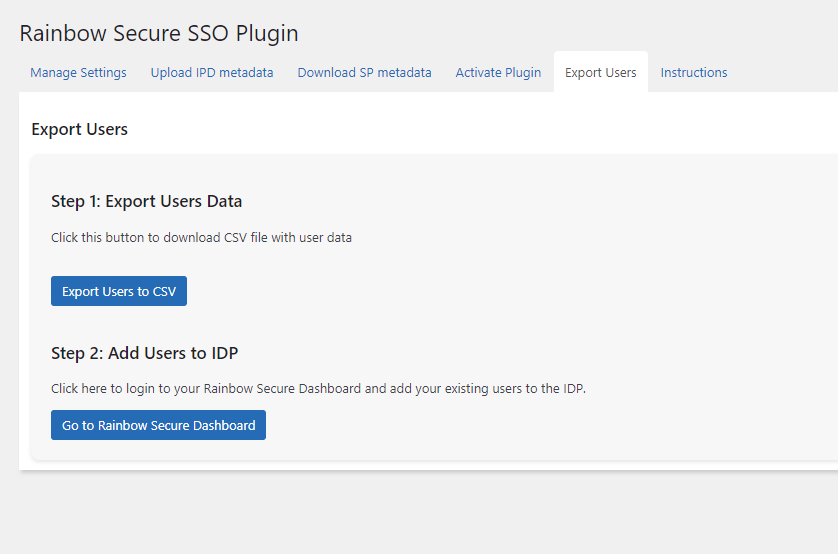 Rainbow Secure SSO Plugin
Manage Settings Upload IPD metadata Download SP metadata Activate Plugin Export Users Instructions
Export Users
Step 1: Export Users Data
Click this button to download CSV file with user data
Export Users to CSV
Step 2: Add Users to IDP
Click here to login to your Rainbow Secure Dashboard and add your existing users to the IDP.
Go to Rainbow Secure Dashboard